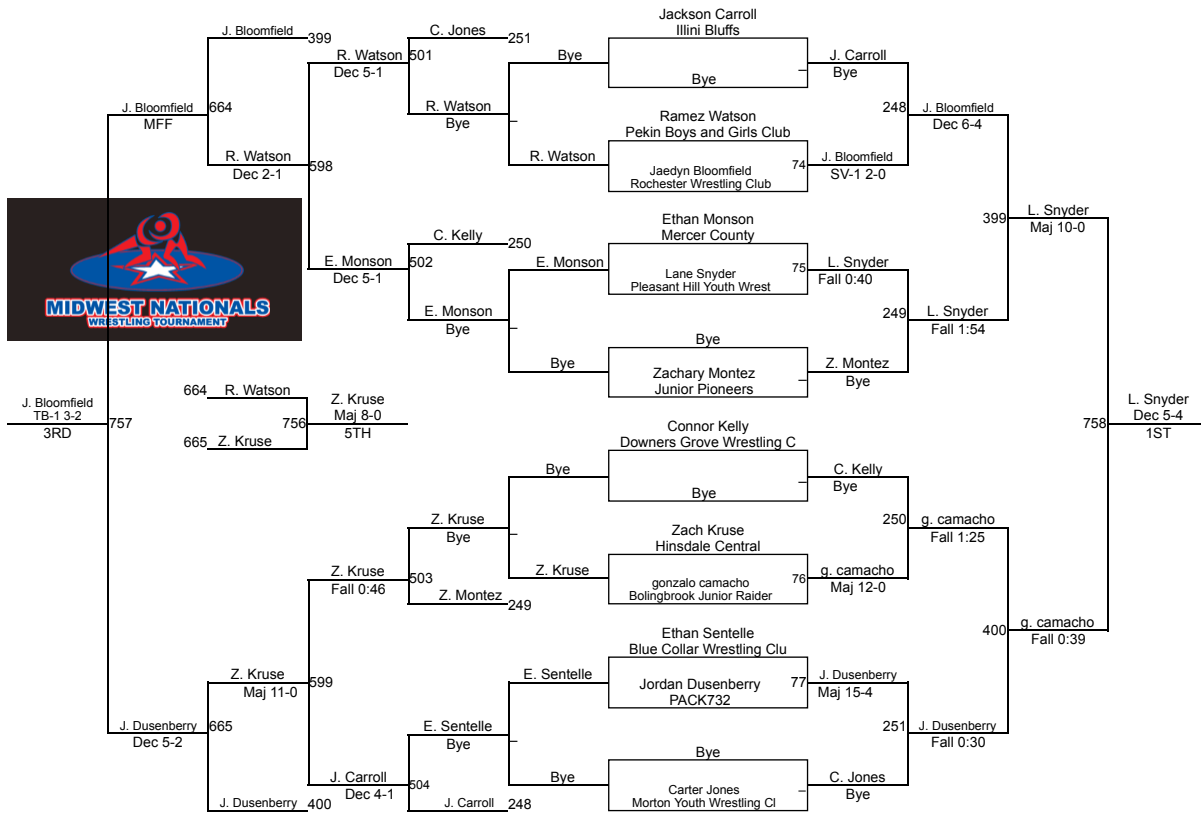 Jackson Carroll
Illini Bluffs
J. Bloomfield
399
C. Jones
251
R. Watson
501
Dec 5-1
Bye
J. Carroll
Bye
Bye
J. Bloomfield
664
MFF
R. Watson
Bye
248
J. Bloomfield
Dec 6-4
Ramez Watson
Pekin Boys and Girls Club
R. Watson
598
Dec 2-1
R. Watson
Jaedyn Bloomfield
74
Rochester Wrestling Club
J. Bloomfield
SV-1 2-0
MIDWEST NATIONALS
WRESTLING TOURNAMENT
399
L. Snyder
Maj 10-0
Ethan Monson
Mercer County
C. Kelly
250
E. Monson
502
Dec 5-1
E. Monson
Lane Snyder
75
Pleasant Hill Youth Wrest
L. Snyder
Fall 0:40
E. Monson
Bye
249
L. Snyder
Fall 1:54
Bye
Bye
Zachary Montez
Junior Pioneers
Z. Montez
Bye
664
R. Watson
Z. Kruse
Maj 8-0
5TH
756
665
Z. Kruse
J. Bloomfield
TB-1 3-2
3RD
757
758
L. Snyder
Dec 5-4
1ST
Connor Kelly
Downers Grove Wrestling C
Bye
Bye
C. Kelly
Bye
Z. Kruse
Bye
250
g. camacho
Fall 1:25
Zach Kruse
Hinsdale Central
Z. Kruse
503
Fall 0:46
Z. Kruse
gonzalo camacho
76
Bolingbrook Junior Raider
g. camacho
Maj 12-0
Z. Montez
249
400
g. camacho
Fall 0:39
Ethan Sentelle
Blue Collar Wrestling Clu
Z. Kruse
599
Maj 11-0
E. Sentelle
Jordan Dusenberry
77
PACK732
J. Dusenberry
Maj 15-4
J. Dusenberry
665
Dec 5-2
E. Sentelle
Bye
251
J. Dusenberry
Fall 0:30
Bye
J. Carroll
504
Dec 4-1
Bye
Carter Jones
Morton Youth Wrestling Cl
C. Jones
Bye
J. Dusenberry
400
J. Carroll
248